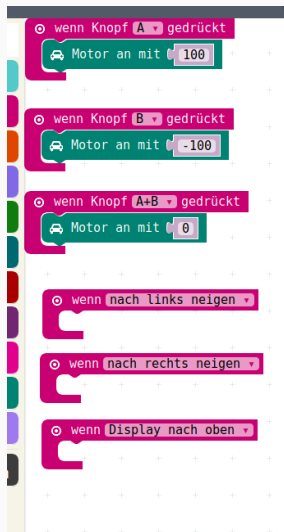 wenn Knopf A gedrückt
Motor an mit 100
wenn Knopf B gedrückt
Motor an mit -100
wenn Knopf A+B gedrückt
Motor an mit 0
wenn nach links neigen
wenn nach rechts neigen
wenn Display nach oben